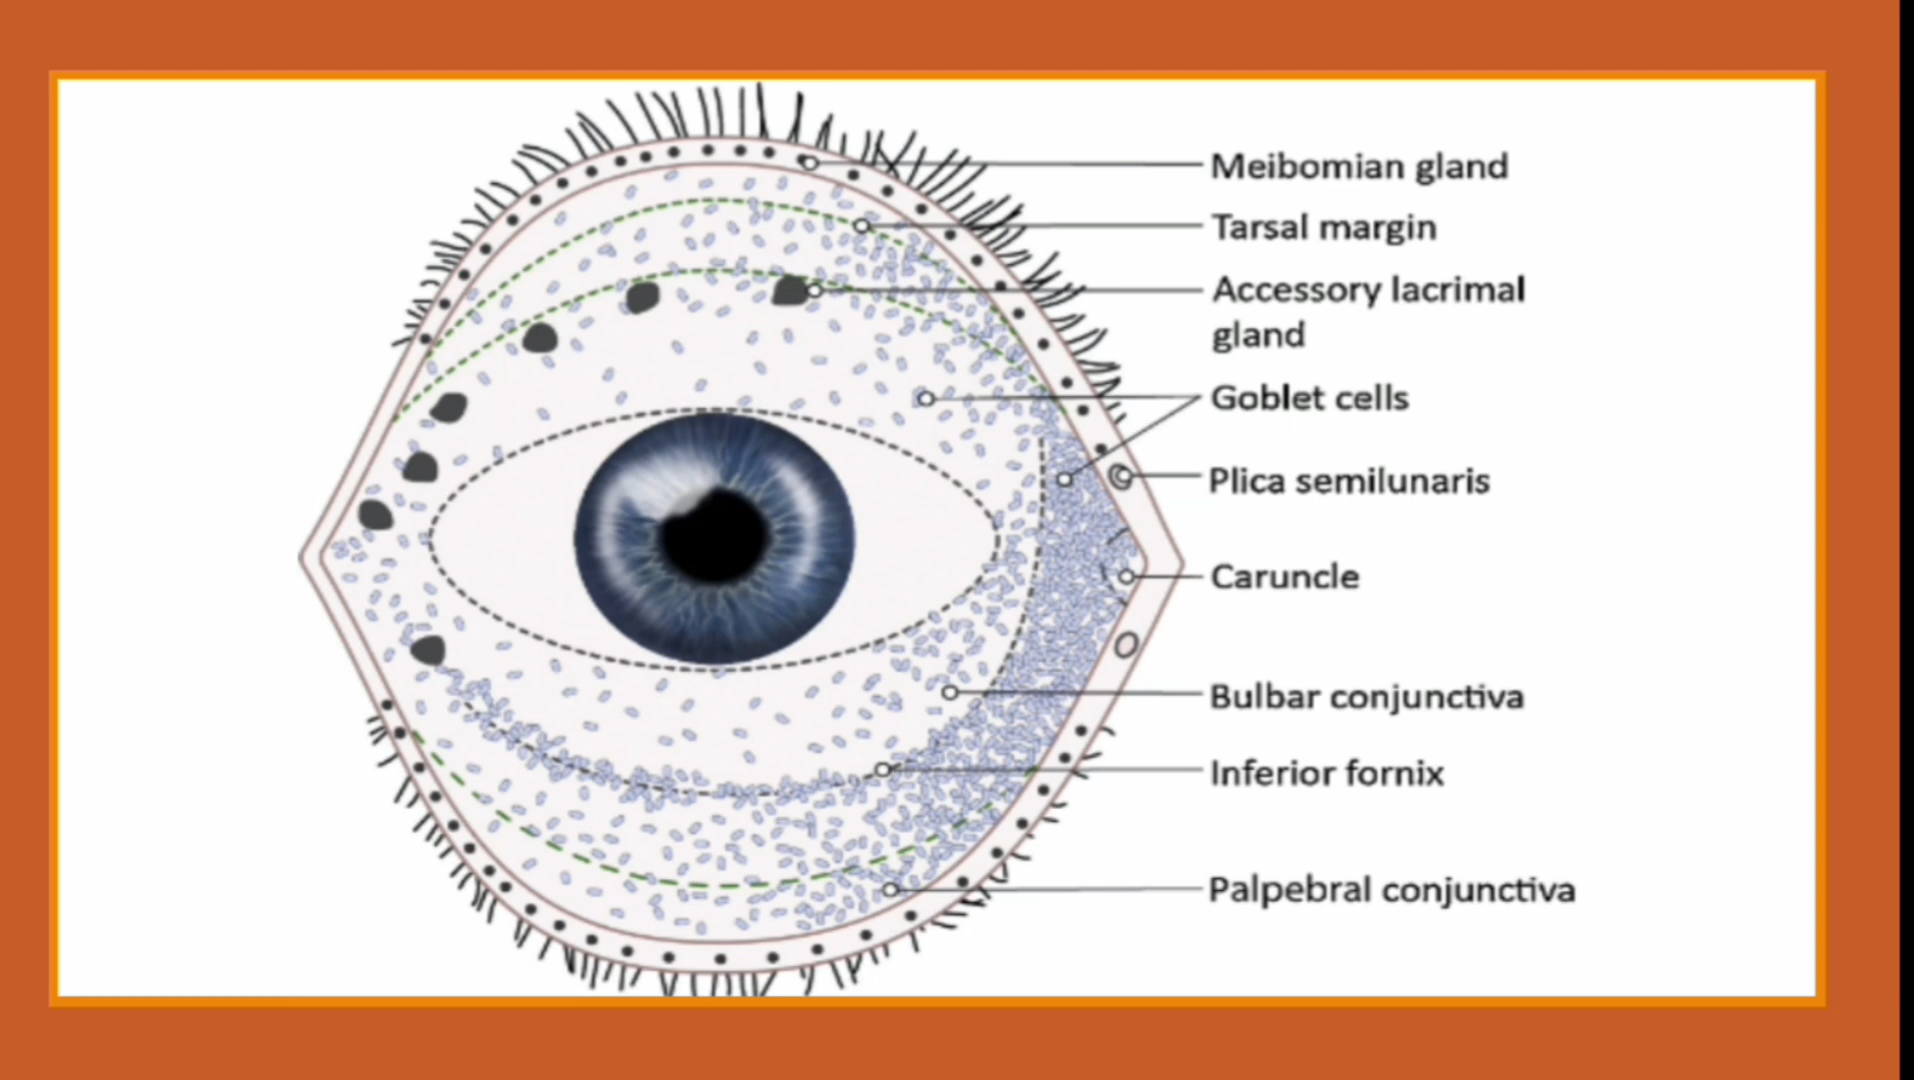 Meibomian gland
Tarsal margin
Accessory lacrimal
gland
Goblet cells
Plica semilunaris
Caruncle
Bulbar conjunctiva
Inferior fornix
Palpebral conjunctiva